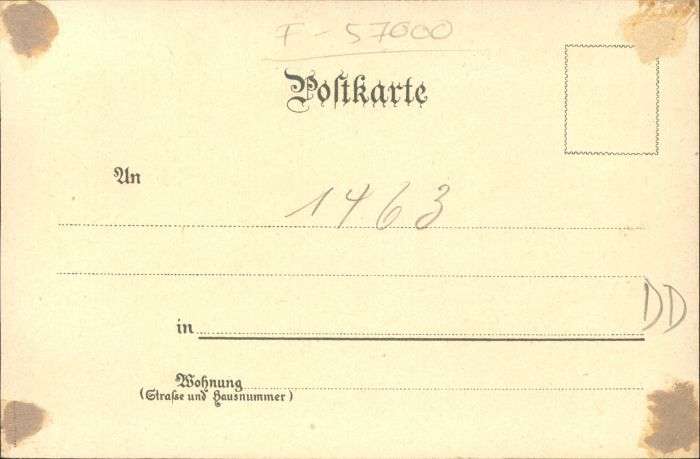 F - 57000
Postkarte
An
1463
DD
in
Wohnung
(Straße und Hausnummer)